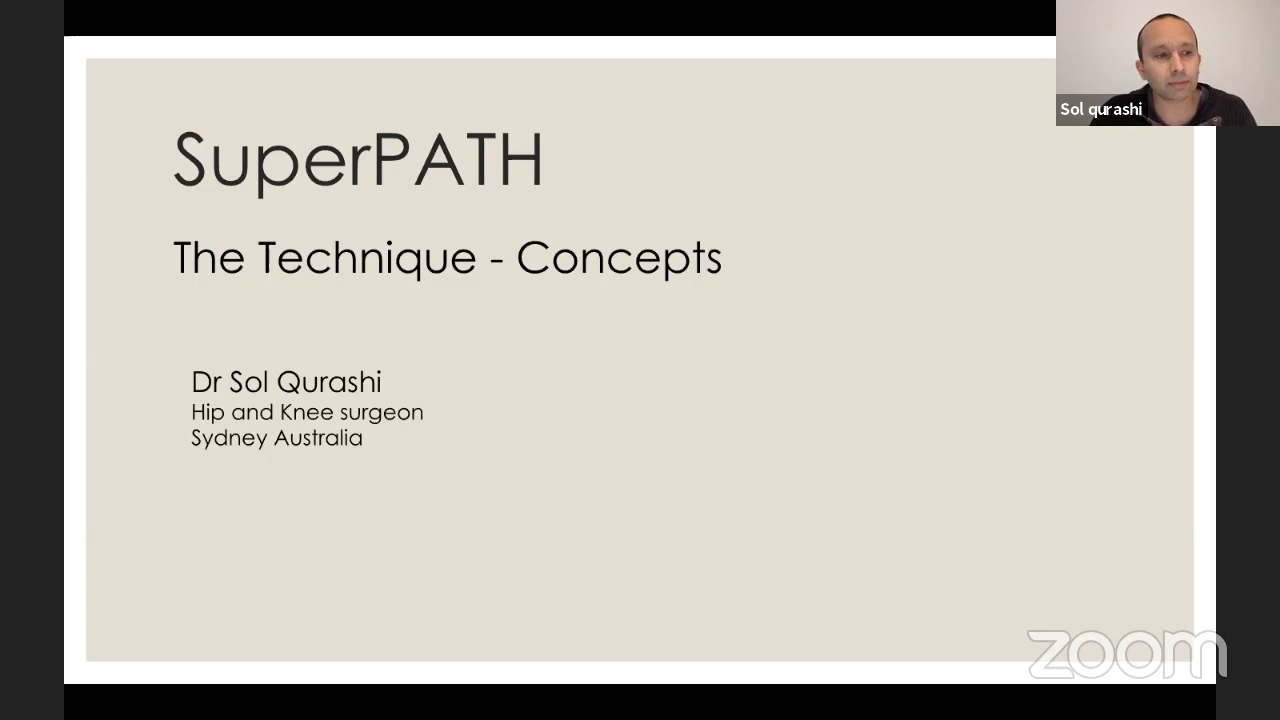 Sol qurashi
SuperPATH
The Technique - Concepts
Dr Sol Qurashi
Hip and Knee surgeon
Sydney Australia
zoom